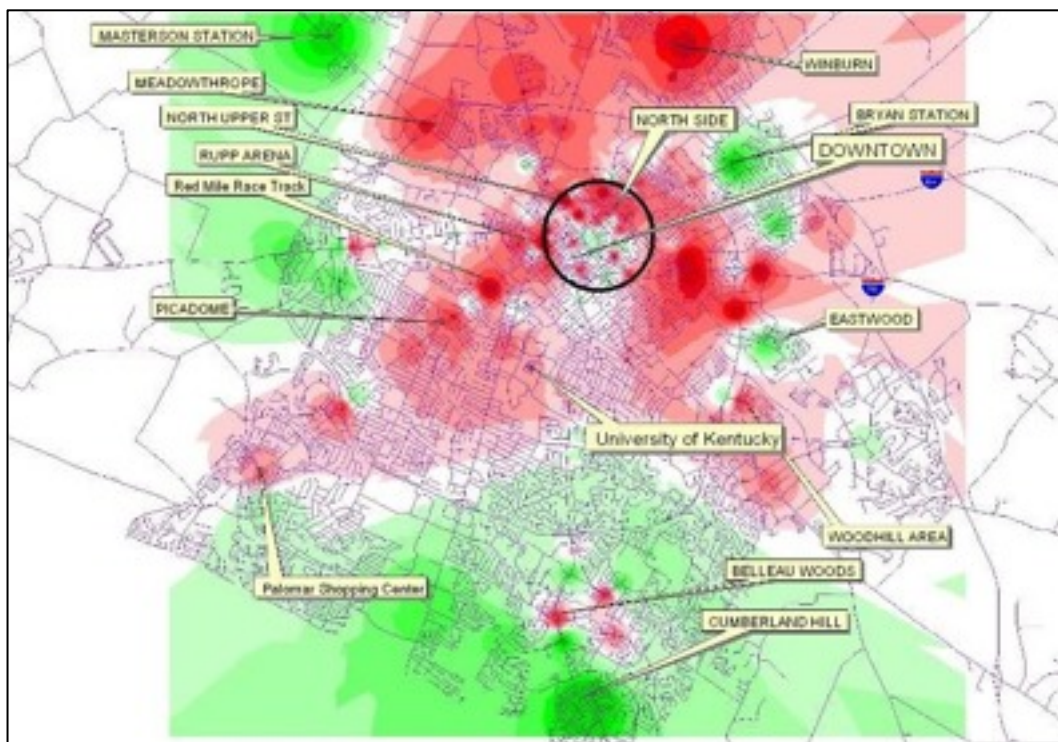 MASTERSON STATION
WINBURN
MEADOWTHROPE
NORTH UPPER ST
NORTH SIDE
BRYAN STATION
RUPP ARENA
DOWNTOWN
Red Mile Race Track
PICADOME
EASTWOOD
University of Kentucky
WOODHILL AREA
BELLEAU WOODS
Palomar Shopping Center
CUMBERLAND HILL